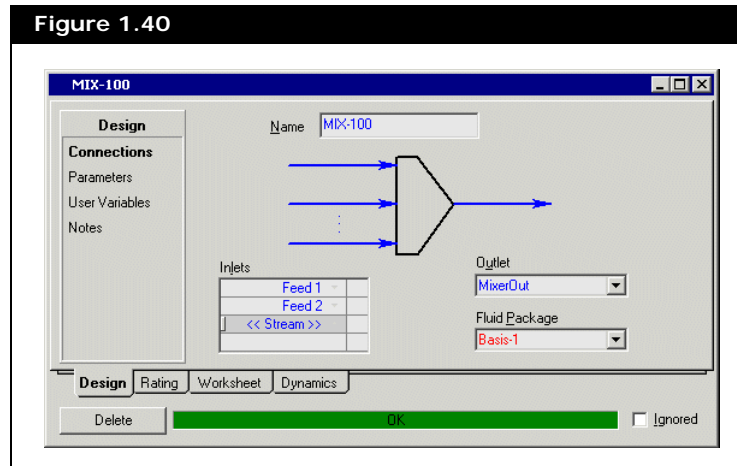 Figure 1.40
MIX-100
Design
Connections
Parameters
User Variables
Notes
Name MIX-100
Inlets
Feed 1
Feed 2
<< Stream >>
Outlet
MixerOut
Fluid Package
Basis-1
Design Rating Worksheet Dynamics
Delete OK Ignored